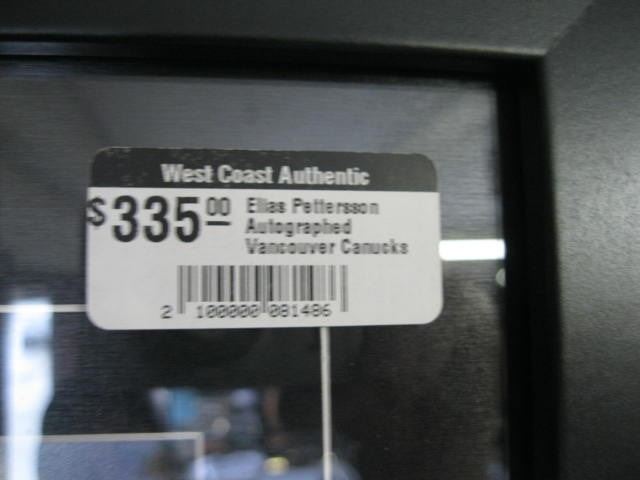 West Coast Authentic
$335.00 Elias Pettersson
Autographed
Vancouver Canucks
2 100000 081486